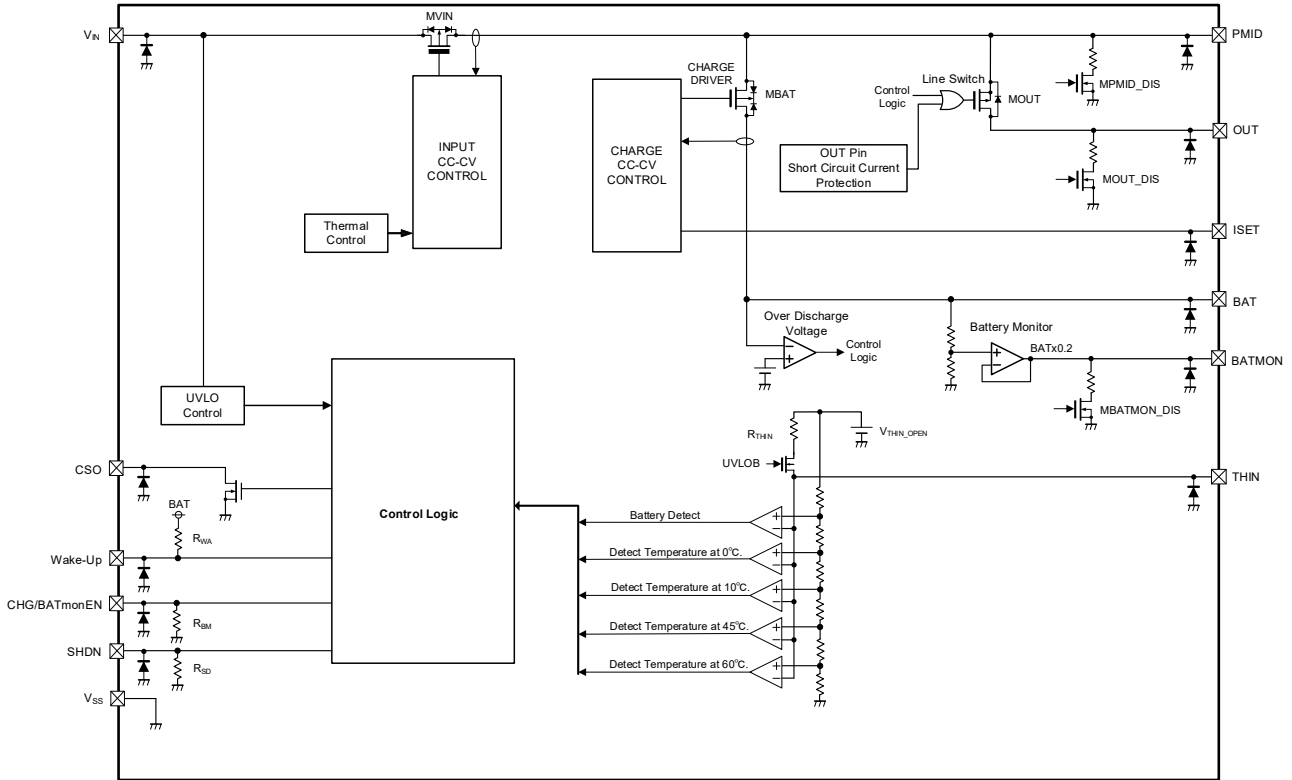 MVIN
VIN
PMID
CHARGE
DRIVER
MBAT
Line Switch
Control
Logic
MOUT
MPMID_DIS
OUT
INPUT
CC-CV
CONTROL
CHARGE
CC-CV
CONTROL
OUT Pin
Short Circuit Current
Protection
MOUT_DIS
Thermal
Control
ISET
BAT
Over Discharge
Voltage
Control
Logic
Battery Monitor
BATx0.2
BATMON
UVLO
Control
MBATMON_DIS
RTHIN
VTHIN_OPEN
UVLOB
CSO
THIN
BAT
RWA
Control Logic
Battery Detect
Wake-Up
Detect Temperature at 0℃.
CHG/BATmonEN
RBM
Detect Temperature at 10℃.
Detect Temperature at 45℃.
SHDN
RSD
Detect Temperature at 60℃.
VSS